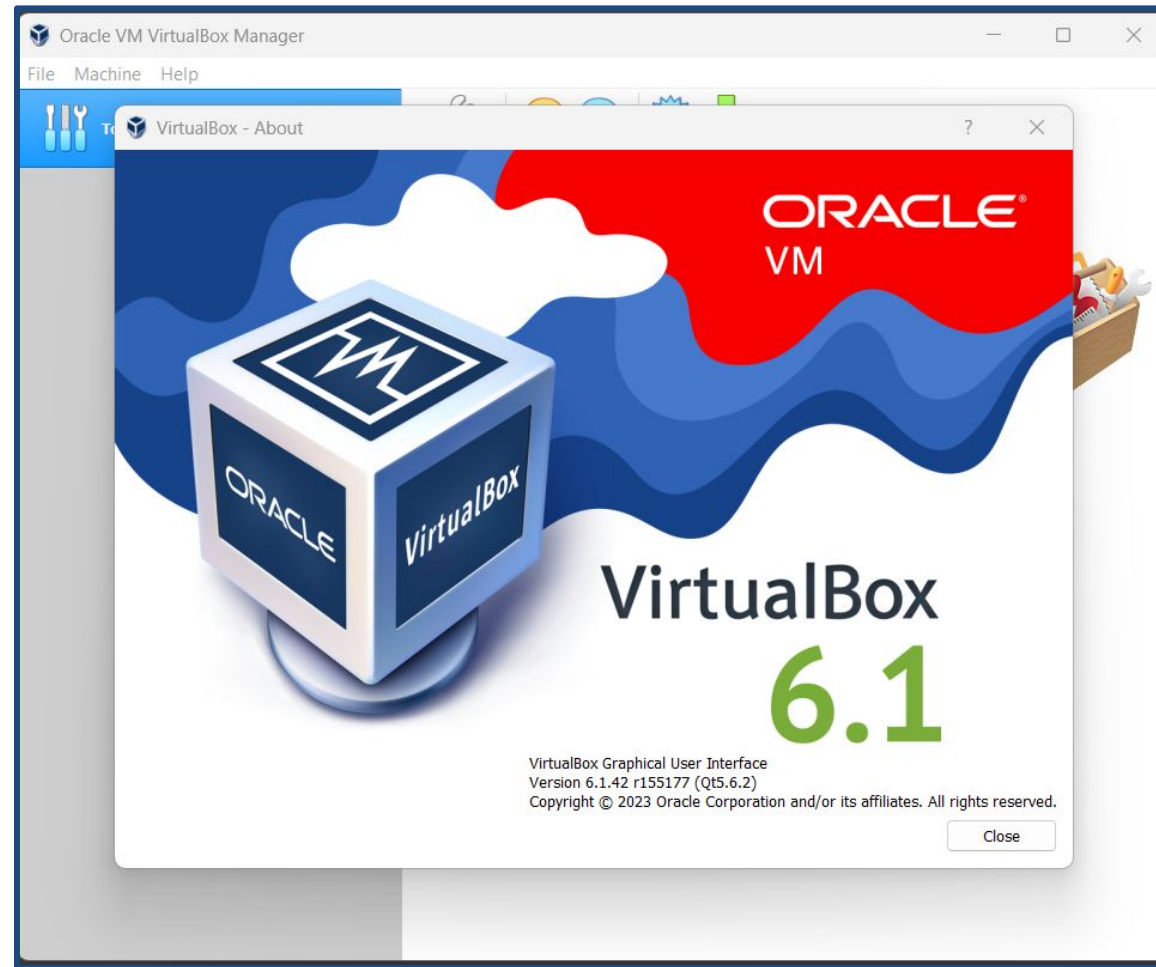 Oracle VM VirtualBox Manager
File Machine Help
VirtualBox - About
ORACLE®
VM
ORACLE
VirtualBox
VirtualBox
6.1
VirtualBox Graphical User Interface
Version 6.1.42 r155177 (Qt5.6.2)
Copyright © 2023 Oracle Corporation and/or its affiliates. All rights reserved.
Close